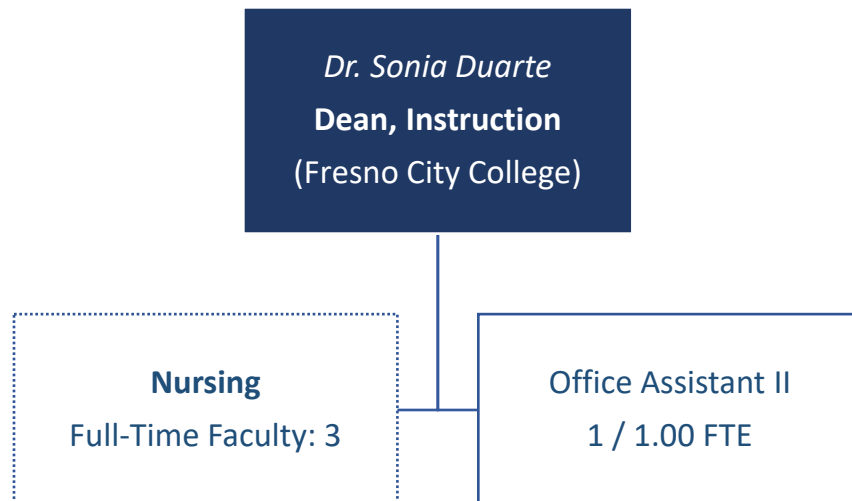 Dr. Sonia Duarte
Dean, Instruction
(Fresno City College)
Nursing
Full-Time Faculty: 3
Office Assistant II
1 / 1.00 FTE